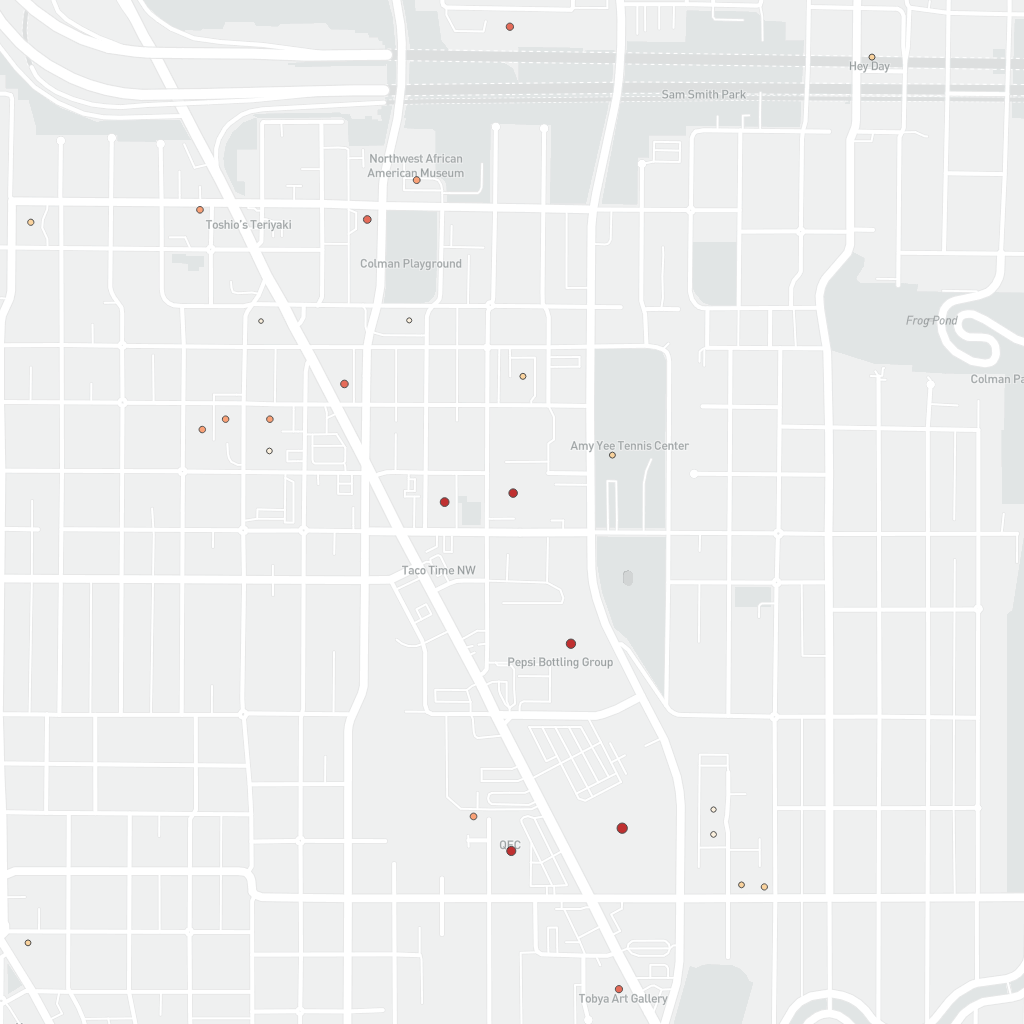 Hey Day
Sam Smith Park
Northwest African
American Museum
Toshio's Teriyaki
Colman Playground
Frog Pond
Colman Pa
Amy Yee Tennis Center
Taco Time NW
Pepsi Bottling Group
QFC
Tobya Art Gallery